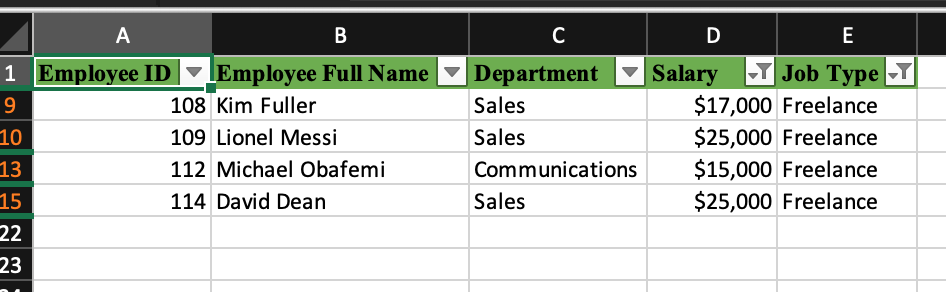 A B C D E
1 Employee ID Employee Full Name Department Salary Job Type
9 108 Kim Fuller Sales $17,000 Freelance
10 109 Lionel Messi Sales $25,000 Freelance
13 112 Michael Obafemi Communications $15,000 Freelance
15 114 David Dean Sales $25,000 Freelance
22
23